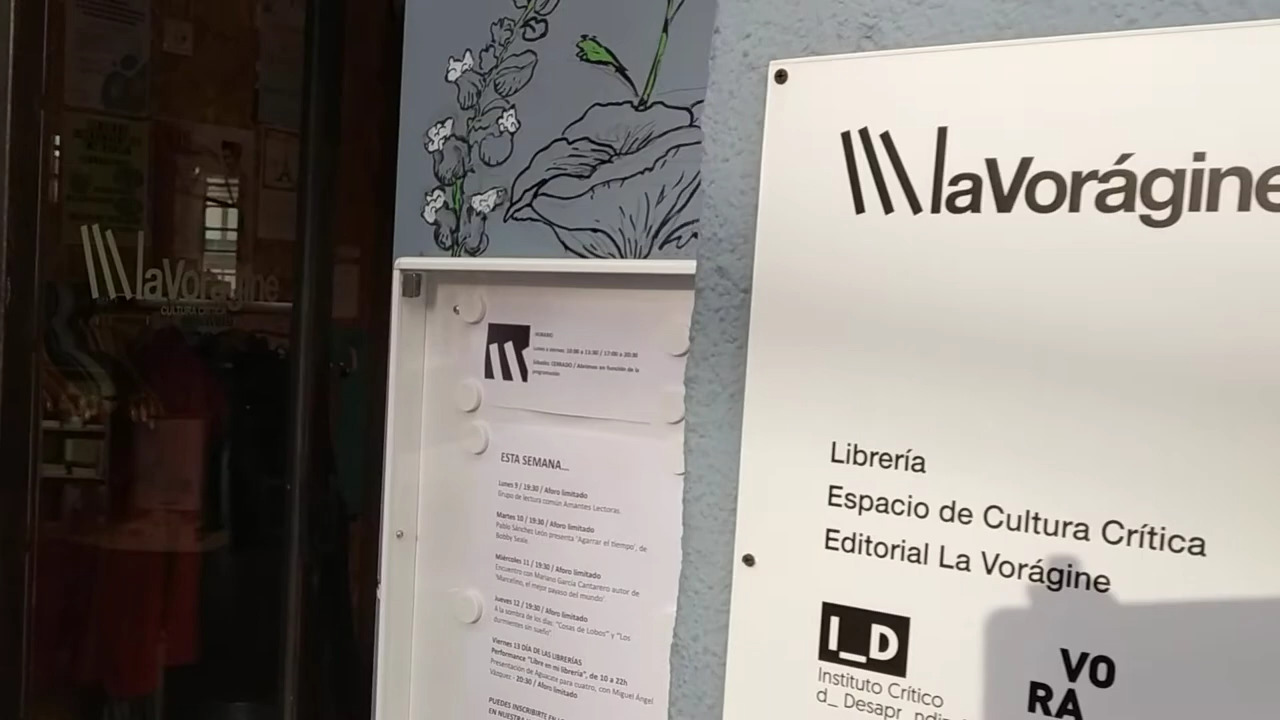 laVorágine
CULTURA CRÍTICA
HORARIO
Lunes a viernes: 10:00 a 13:30 / 17:00 a 20:30
Sábados: CERRADO / Abrimos en función de la
programación
ESTA SEMANA...
Lunes 9 / 19:30 / Aforo limitado
Grupo de lectura común Amantes Lectoras.
Martes 10 / 19:30 / Aforo limitado
Pablo Sánchez León presenta 'Agarrar el tiempo', de
Bobby Seale.
Miércoles 11 / 19:30 / Aforo limitado
Encuentro con Mariano García Cantarero autor de
'Marcelino, el mejor payaso del mundo'.
Jueves 12 / 19:30 / Aforo limitado
A la sombra de los días: "Cosas de Lobos" y "Los
durmientes sin sueño".
Viernes 13 DÍA DE LAS LIBRERÍAS
Performance "Libre en mi librería", de 10 a 22h
Presentación de Aguacate para cuatro, con Miguel Ángel
Vázquez - 20:30 / Aforo limitado
PUEDES INSCRIBIRTE EN
EN NUESTRA
laVorágine
Librería
Espacio de Cultura Crítica
Editorial La Vorágine
I_D
Instituto Crítico
d_ Desapr_ndi
VO
RA